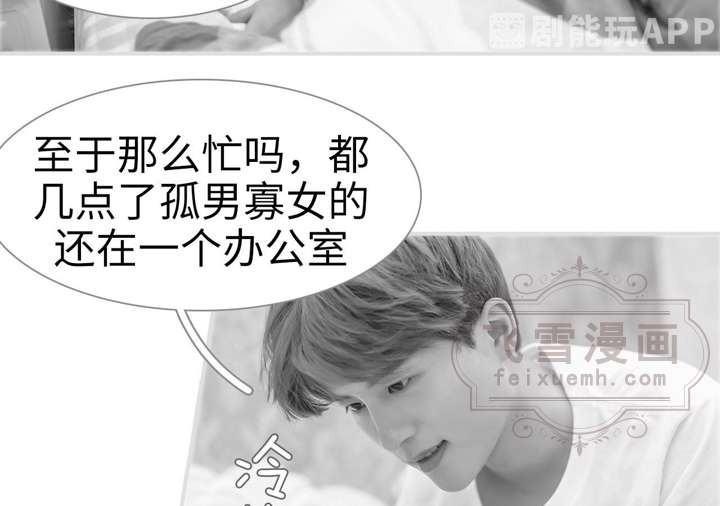 剧能玩APP
至于那么忙吗，都
几点了孤男寡女的
还在一个办公室
飞雪漫画
feixuemh.com
冷